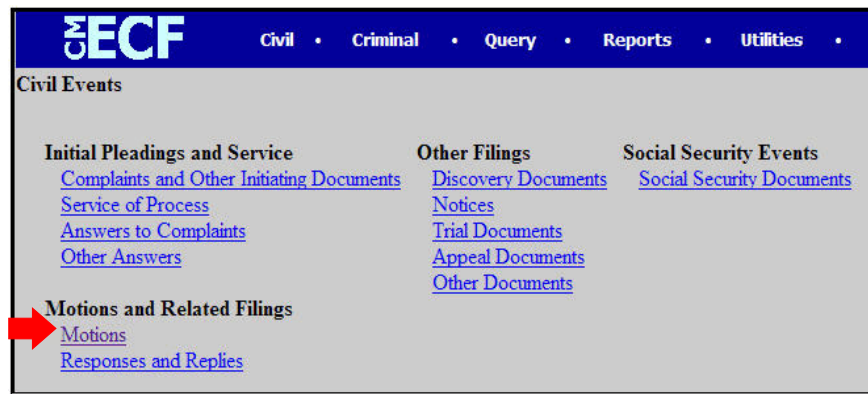 CM ECF Civil • Criminal • Query • Reports • Utilities •
Civil Events
Initial Pleadings and Service
Complaints and Other Initiating Documents
Service of Process
Answers to Complaints
Other Answers
Motions and Related Filings
Motions
Responses and Replies
Other Filings
Discovery Documents
Notices
Trial Documents
Appeal Documents
Other Documents
Social Security Events
Social Security Documents